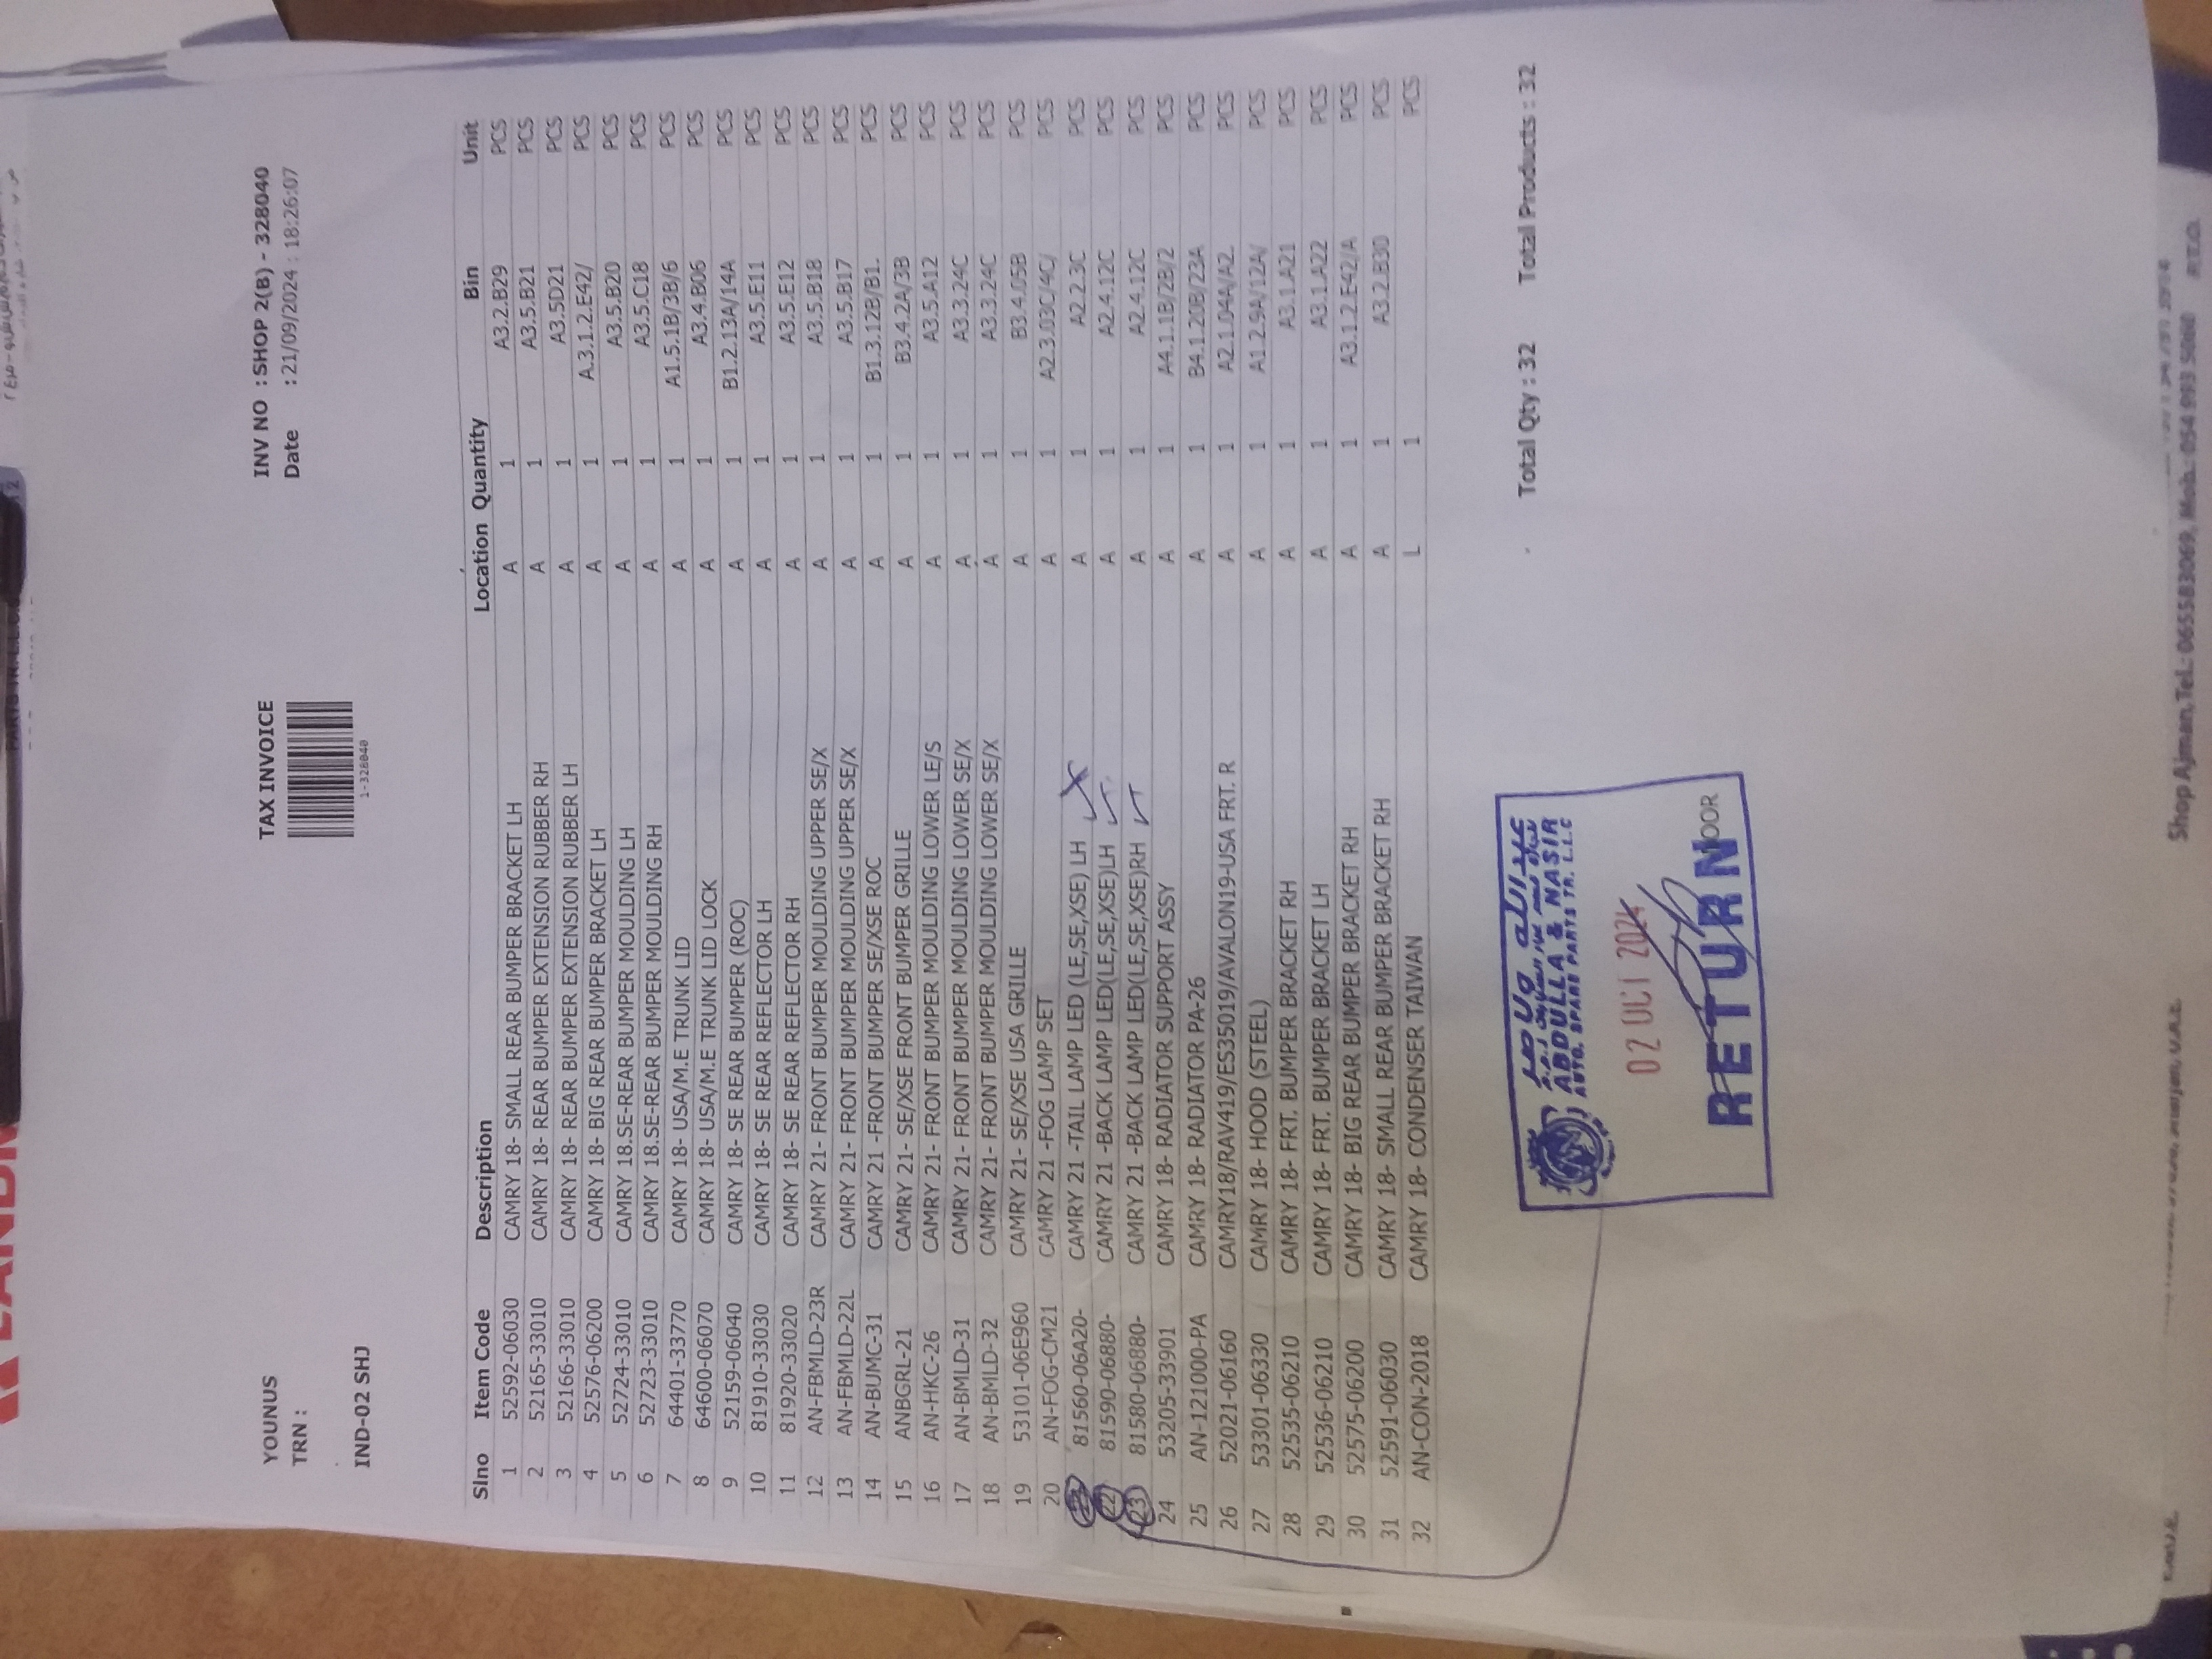 YOUNUS
TRN :
IND-02 SHJ
TAX INVOICE
1-328040
INV NO : SHOP 2(B) - 328040
Date : 21/09/2024 : 18:26:07
Slno Item Code Description Location Quantity Bin Unit
1 52592-06030 CAMRY 18- SMALL REAR BUMPER BRACKET LH A 1 A3.2.B29 PCS
2 52165-33010 CAMRY 18- REAR BUMPER EXTENSION RUBBER RH A 1 A3.5.B21 PCS
3 52166-33010 CAMRY 18- REAR BUMPER EXTENSION RUBBER LH A 1 A3.5D21 PCS
4 52576-06200 CAMRY 18- BIG REAR BUMPER BRACKET LH A 1 A.3.1.2.E42/ PCS
5 52724-33010 CAMRY 18.SE-REAR BUMPER MOULDING LH A 1 A3.5.B20 PCS
6 52723-33010 CAMRY 18.SE-REAR BUMPER MOULDING RH A 1 A3.5.C18 PCS
7 64401-33770 CAMRY 18- USA/M.E TRUNK LID A 1 A1.5.1B/3B/6 PCS
8 64600-06070 CAMRY 18- USA/M.E TRUNK LID LOCK A 1 A3.4.B06 PCS
9 52159-06040 CAMRY 18- SE REAR BUMPER (ROC) A 1 B1.2.13A/14A PCS
10 81910-33030 CAMRY 18- SE REAR REFLECTOR LH A 1 A3.5.E11 PCS
11 81920-33020 CAMRY 18- SE REAR REFLECTOR RH A 1 A3.5.E12 PCS
12 AN-FBMLD-23R CAMRY 21- FRONT BUMPER MOULDING UPPER SE/X A 1 A3.5.B18 PCS
13 AN-FBMLD-22L CAMRY 21- FRONT BUMPER MOULDING UPPER SE/X A 1 A3.5.B17 PCS
14 AN-BUMC-31 CAMRY 21 -FRONT BUMPER SE/XSE ROC A 1 B1.3.12B/B1. PCS
15 ANBGRL-21 CAMRY 21- SE/XSE FRONT BUMPER GRILLE A 1 B3.4.2A/3B PCS
16 AN-HKC-26 CAMRY 21- FRONT BUMPER MOULDING LOWER LE/S A 1 A3.5.A12 PCS
17 AN-BMLD-31 CAMRY 21- FRONT BUMPER MOULDING LOWER SE/X A 1 A3.3.24C PCS
18 AN-BMLD-32 CAMRY 21- FRONT BUMPER MOULDING LOWER SE/X A 1 A3.3.24C PCS
19 53101-06E960 CAMRY 21- SE/XSE USA GRILLE A 1 B3.4.05B PCS
20 AN-FOG-CM21 CAMRY 21 -FOG LAMP SET A 1 A2.3.03C/4C/ PCS
21 81560-06A20- CAMRY 21 -TAIL LAMP LED (LE,SE,XSE) LH A 1 A2.2.3C PCS
22 81590-06880- CAMRY 21 -BACK LAMP LED(LE,SE,XSE)LH A 1 A2.4.12C PCS
23 81580-06880- CAMRY 21 -BACK LAMP LED(LE,SE,XSE)RH A 1 A2.4.12C PCS
24 53205-33901 CAMRY 18- RADIATOR SUPPORT ASSY A 1 A4.1.1B/2B/2 PCS
25 AN-121000-PA CAMRY 18- RADIATOR PA-26 A 1 B4.1.20B/23A PCS
26 52021-06160 CAMRY18/RAV419/ES35019/AVALON19-USA FRT. R A 1 A2.1.04A/A2. PCS
27 53301-06330 CAMRY 18- HOOD (STEEL) A 1 A1.2.9A/12A/ PCS
28 52535-06210 CAMRY 18- FRT. BUMPER BRACKET RH A 1 A3.1.A21 PCS
29 52536-06210 CAMRY 18- FRT. BUMPER BRACKET LH A 1 A3.1.A22 PCS
30 52575-06200 CAMRY 18- BIG REAR BUMPER BRACKET RH A 1 A3.1.2.E42/A PCS
31 52591-06030 CAMRY 18- SMALL REAR BUMPER BRACKET RH A 1 A3.2.B30 PCS
32 AN-CON-2018 CAMRY 18- CONDENSER TAIWAN L 1 PCS
Total Qty : 32 Total Products : 32
ABDULLA & NASIR
AUTO. SPARE PARTS TR. L.L.C
02 OCT 2024
NOOR
RETURN
Shop Ajman,Tel.: 065583069, Mob.: 054 993 5060
P.T.O.